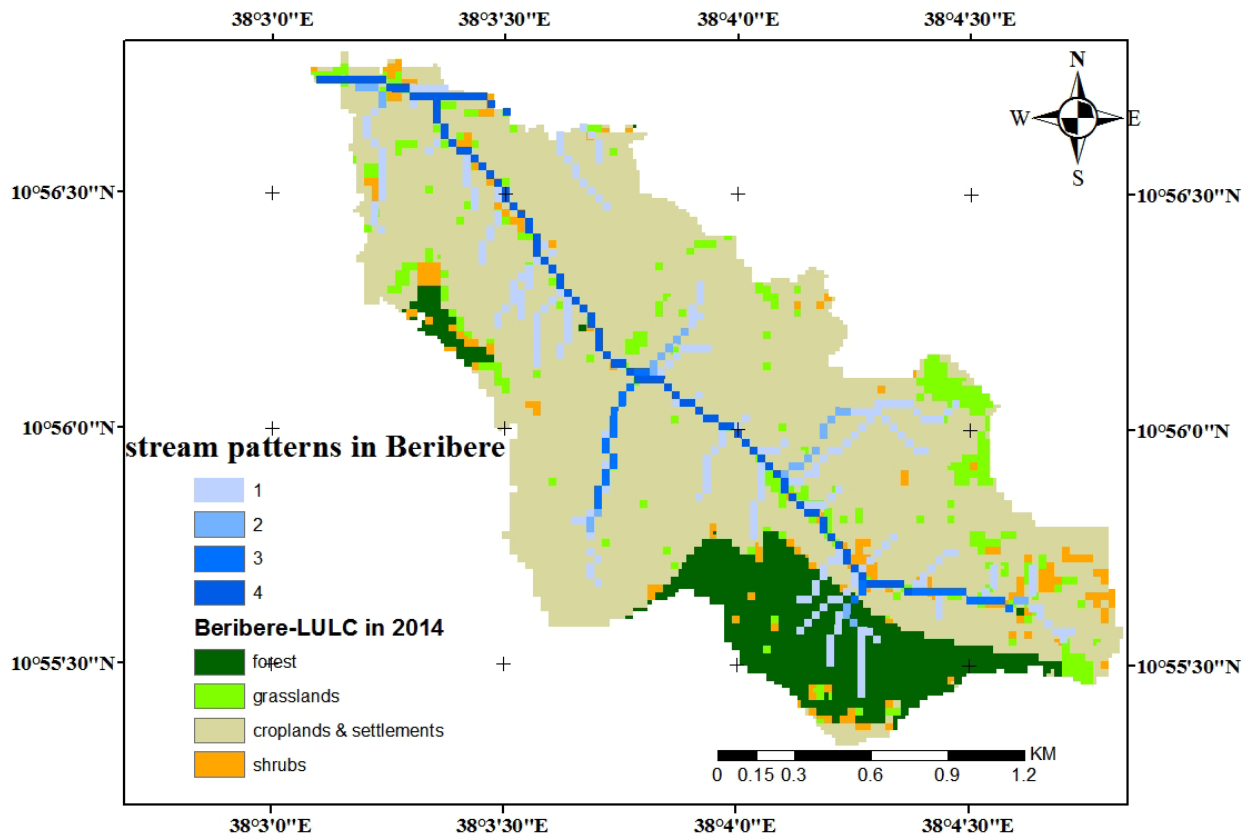 38°3'0"E 38°3'30"E 38°4'0"E 38°4'30"E
N
W E
S
10°56'30"N 10°56'30"N
10°56'0"N 10°56'0"N
stream patterns in Beribere
1
2
3
4
Beribere-LULC in 2014
10°55'30"N 10°55'30"N
forest
grasslands
croplands & settlements
shrubs
KM
0 0.15 0.3 0.6 0.9 1.2
38°3'0"E 38°3'30"E 38°4'0"E 38°4'30"E